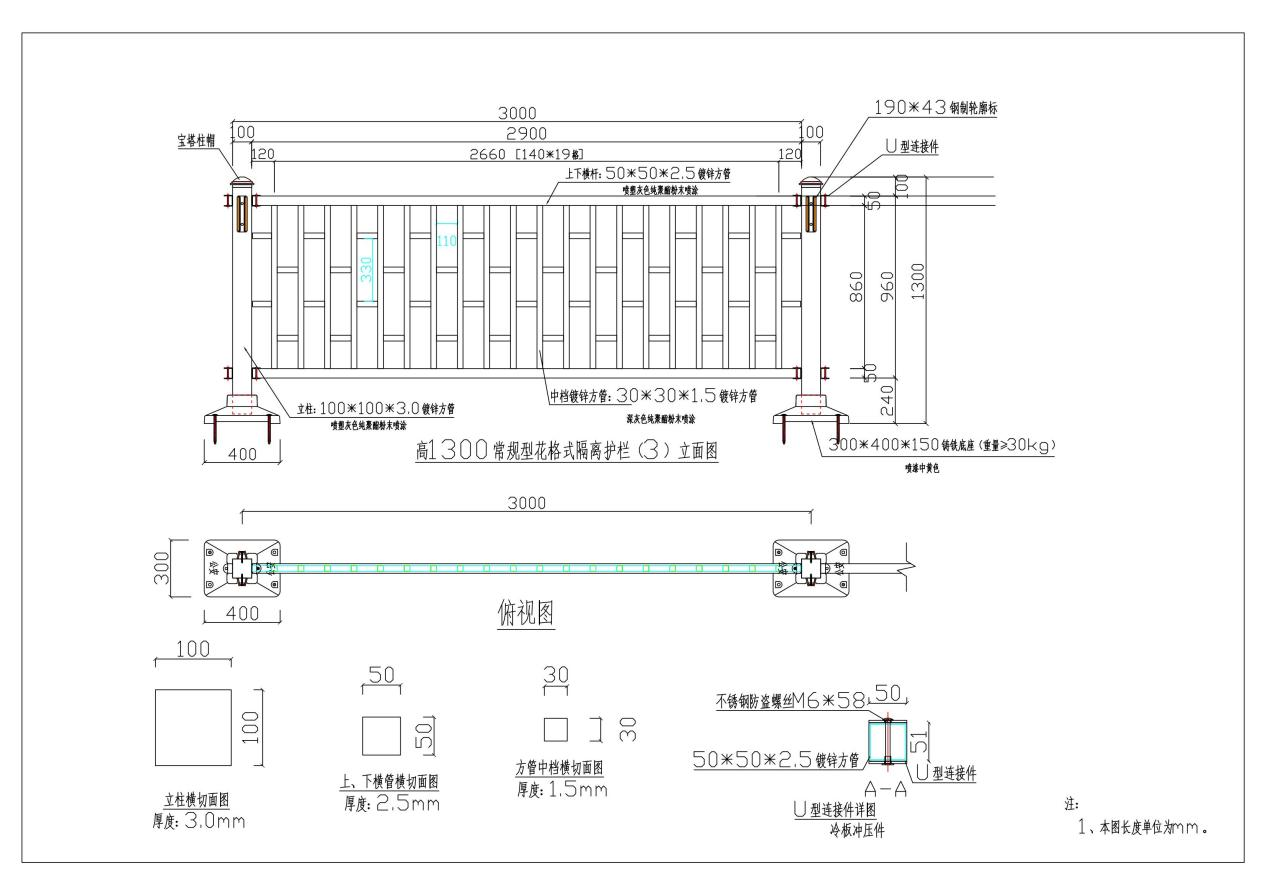 3000
190*43钢制轮廓标
100
2900
100
宝塔柱帽
U型连接件
120
2660 [140*19格]
120
上下横杆: 50*50*2.5镀锌方管
喷塑灰色纯聚酯粉末喷涂
100
50
110
330
860
960
1300
50
240
中档镀锌方管: 30*30*1.5镀锌方管
深灰色纯聚酯粉末喷涂
立柱: 100*100*3.0镀锌方管
喷塑灰色纯聚酯粉末喷涂
400
高1300常规型花格式隔离护栏(3)立面图
300*400*150铸铁底座(重量≥30kg)
喷漆中黄色
3000
300
公安
公安
公安
公安
400
俯视图
100
100
立柱横切面图
厚度: 3.0mm
50
50
上、下横管横切面图
厚度: 2.5mm
30
30
方管中档横切面图
厚度: 1.5mm
不锈钢防盗螺丝M6*58
50
51
50*50*2.5镀锌方管
U型连接件
A-A
U型连接件详图
冷板冲压件
注:
1、本图长度单位为mm。